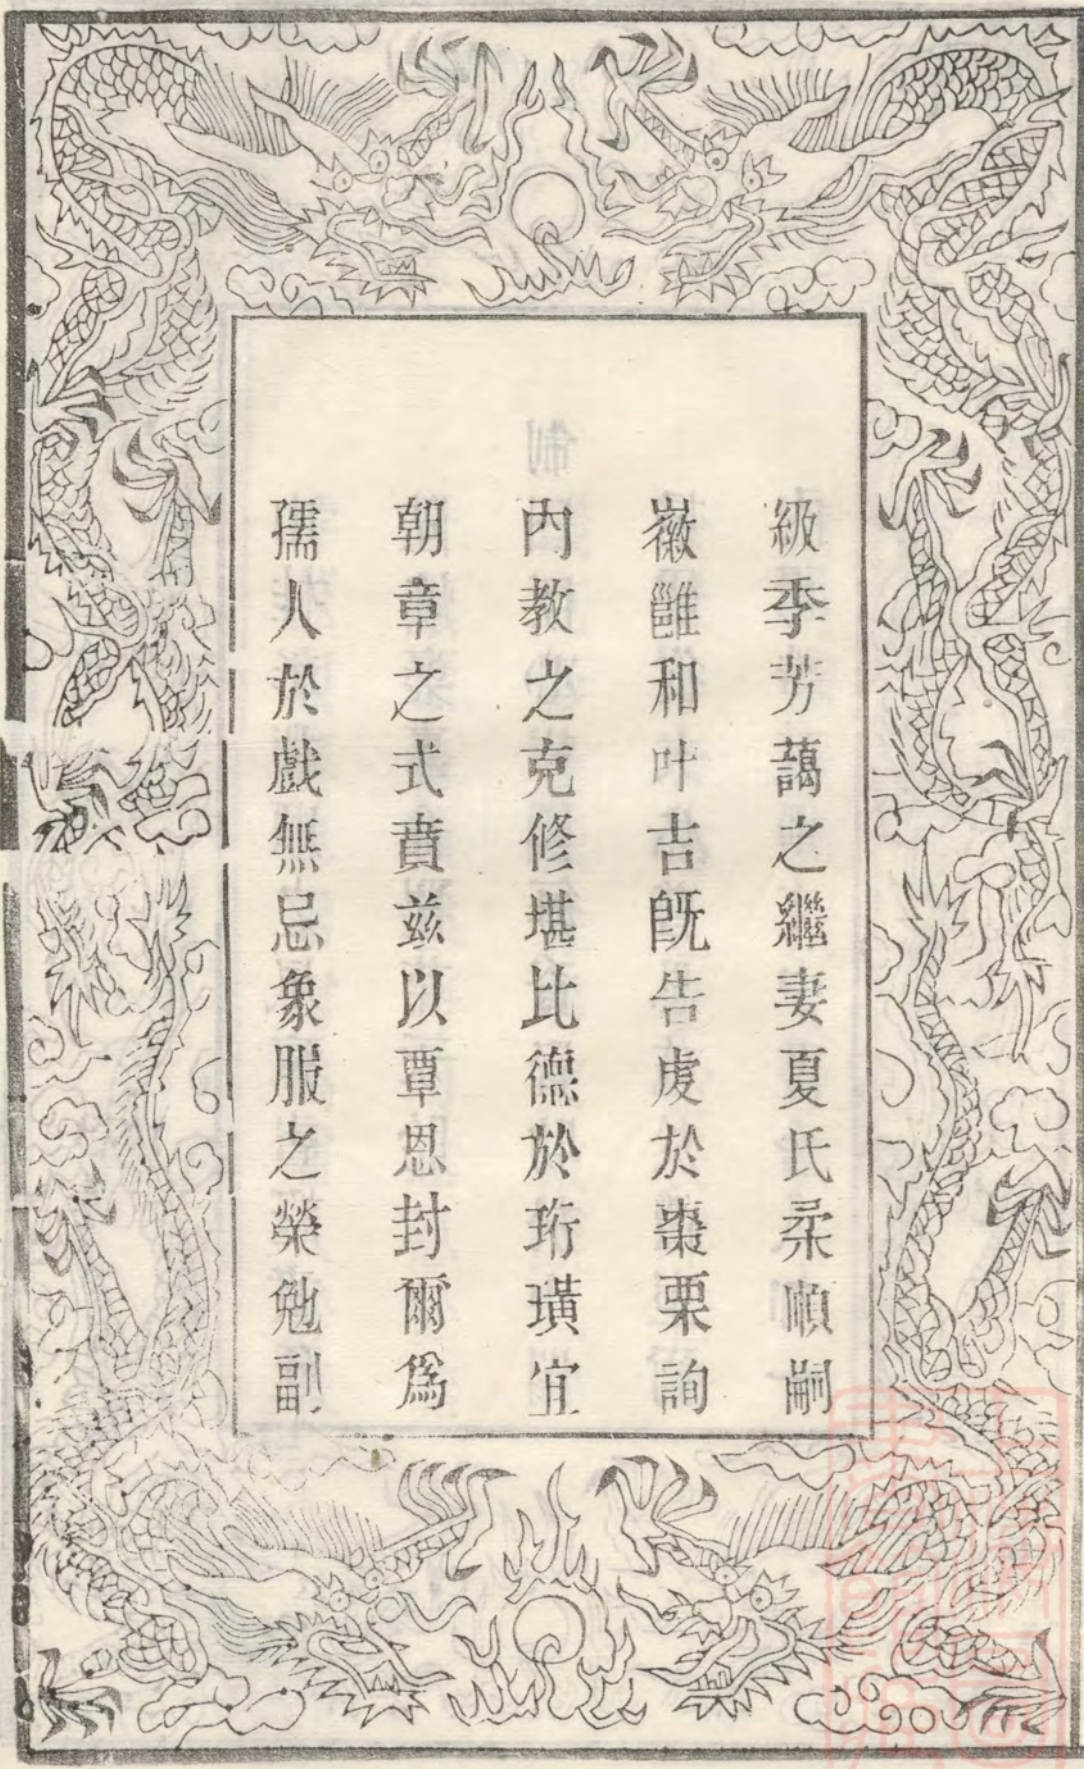 級季芳藹之繼妻夏氏柔順嗣
徽雝和叶吉旣告虔於棗栗詢
內教之克修堪比德於珩璜宜
朝章之式賁茲以覃恩封爾爲
孺人於戲無忌象服之榮勉副